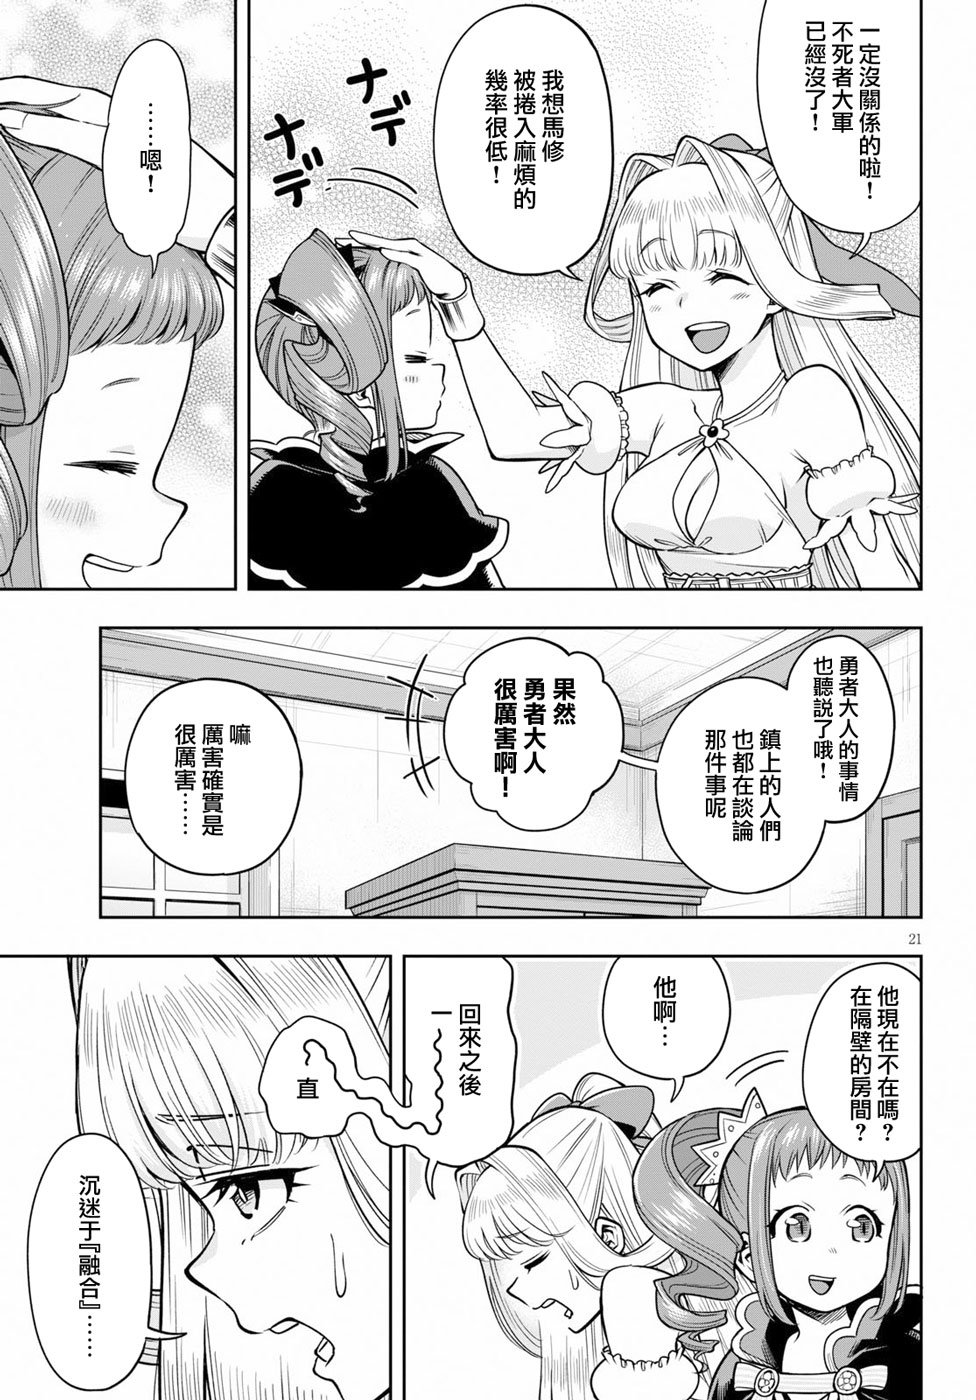 一定沒關係的啦！
不死者大軍
已經沒了！
我想馬修
被捲入麻煩的
幾率很低！
ナデ
ナデ
……嗯！
勇者大人的事情
也聽説了哦！
鎮上的人們
也都在談論
那件事呢
果然
勇者大人
很厲害啊！
嘛
厲害確實是
很厲害……
21
他現在不在嗎？
在隔壁的房間？
他
啊…
回來之後
一
直
沉迷于『融合』……